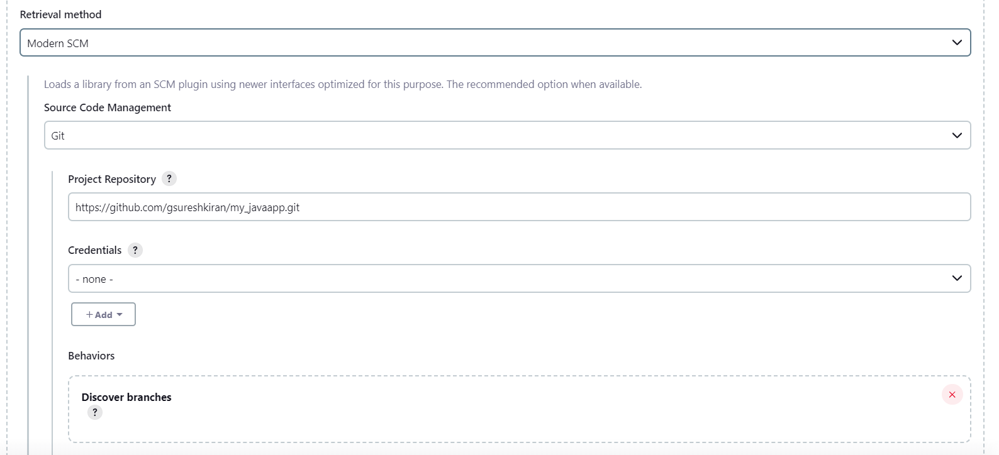 Retrieval method
Modern SCM
Loads a library from an SCM plugin using newer interfaces optimized for this purpose. The recommended option when available.
Source Code Management
Git
Project Repository ?
https://github.com/gsureshkiran/my_javaapp.git
Credentials ?
- none -
+ Add
Behaviors
Discover branches
?